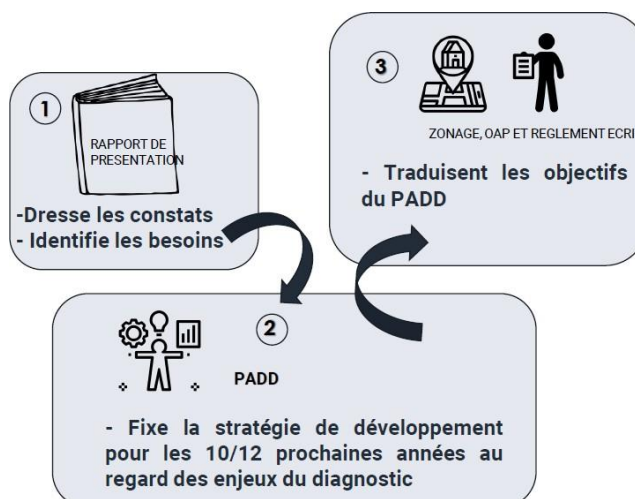 1
RAPPORT DE
PRESENTATION
-Dresse les constats
- Identifie les besoins
2
PADD
- Fixe la stratégie de développement
pour les 10/12 prochaines années au
regard des enjeux du diagnostic
3
ZONAGE, OAP ET REGLEMENT ECRI
- Traduisent les objectifs
du PADD